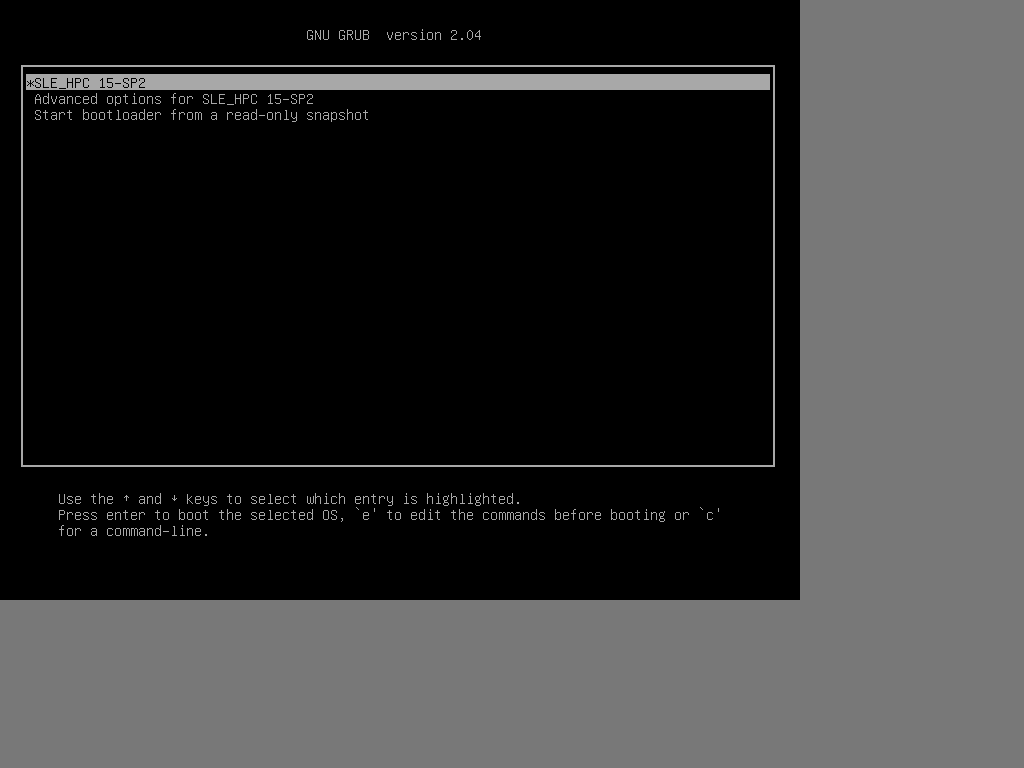 GNU GRUB  version 2.04
*SLE_HPC 15-SP2
Advanced options for SLE_HPC 15-SP2
Start bootloader from a read-only snapshot
Use the ↑ and ↓ keys to select which entry is highlighted.
Press enter to boot the selected OS, `e' to edit the commands before booting or `c'
for a command-line.